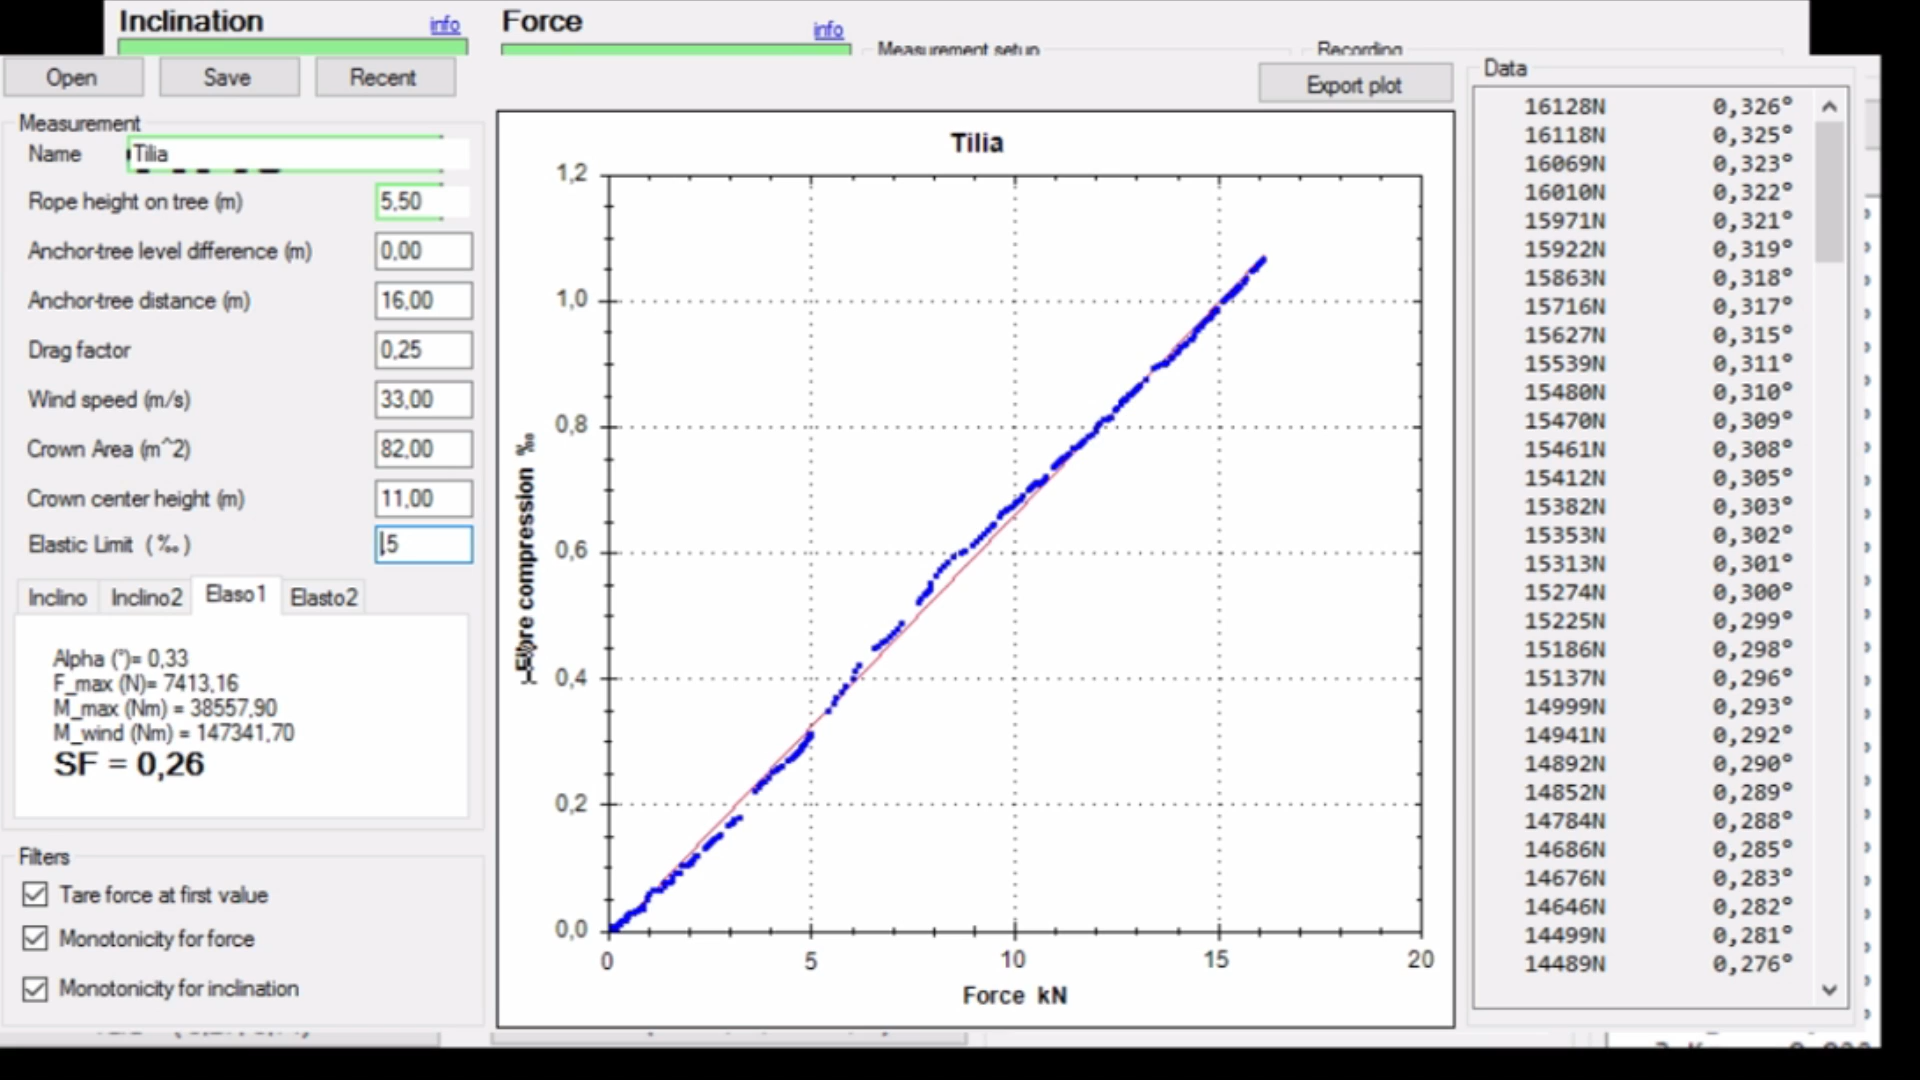 Inclination info Force info
Measurement setup Recording
Open Save Recent Export plot Data
Measurement
Name Tilia
Rope height on tree (m) 5,50
Anchor-tree level difference (m) 0,00
Anchor-tree distance (m) 16,00
Drag factor 0,25
Wind speed (m/s) 33,00
Crown Area (m^2) 82,00
Crown center height (m) 11,00
Elastic Limit (‰) ,5
Inclino Inclino2 Elaso1 Elasto2
Alpha (°)= 0,33
F_max (N)= 7413,16
M_max (Nm) = 38557,90
M_wind (Nm) = 147341,70
SF = 0,26
Filters
Tare force at first value
Monotonicity for force
Monotonicity for inclination
Tilia
1,2
1,0
0,8
0,6
0,4
0,2
0,0
Fibre compression ‰
0 5 10 15 20
Force kN
16128N 0,326°
16118N 0,325°
16069N 0,323°
16010N 0,322°
15971N 0,321°
15922N 0,319°
15863N 0,318°
15716N 0,317°
15627N 0,315°
15539N 0,311°
15480N 0,310°
15470N 0,309°
15461N 0,308°
15412N 0,305°
15382N 0,303°
15353N 0,302°
15313N 0,301°
15274N 0,300°
15225N 0,299°
15186N 0,298°
15137N 0,296°
14999N 0,293°
14941N 0,292°
14892N 0,290°
14852N 0,289°
14784N 0,288°
14686N 0,285°
14676N 0,283°
14646N 0,282°
14499N 0,281°
14489N 0,276°